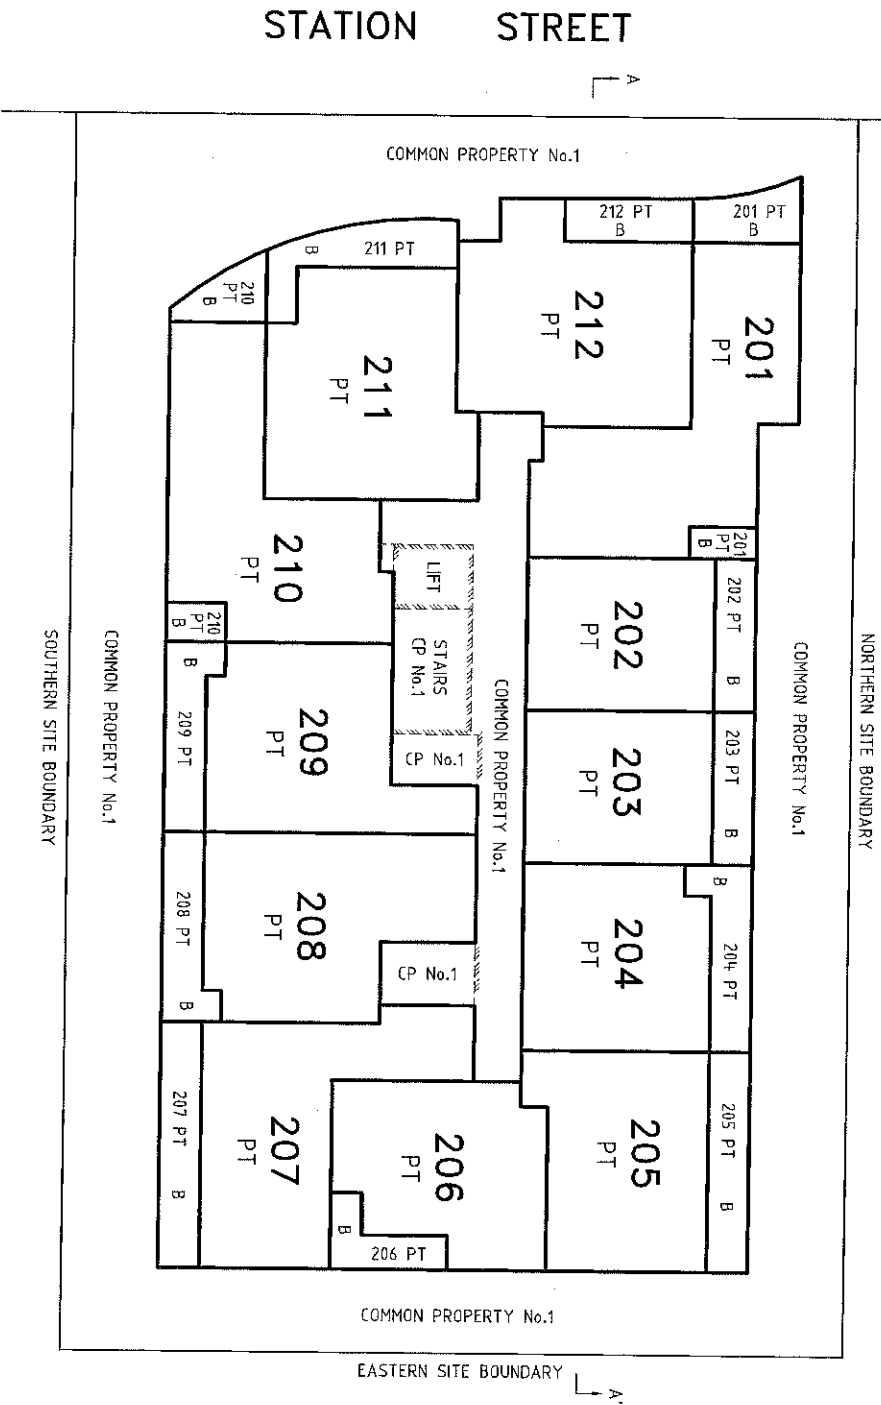 STATION STREET
A
COMMON PROPERTY No.1
212 PT
B
201 PT
B
211 PT
B
210
PT
B
212
PT
201
PT
211
PT
201
PT
B
210
PT
LIFT
202
PT
202 PT
B
210
PT
B
STAIRS
CP No.1
COMMON PROPERTY No.1
SOUTHERN SITE BOUNDARY
COMMON PROPERTY No.1
NORTHERN SITE BOUNDARY
COMMON PROPERTY No.1
B
209 PT
209
PT
CP No.1
203
PT
203 PT
B
208 PT
B
208
PT
CP No.1
204
PT
B
204 PT
207 PT
B
207
PT
206
PT
B
206 PT
205
PT
205 PT
B
COMMON PROPERTY No.1
EASTERN SITE BOUNDARY
A'